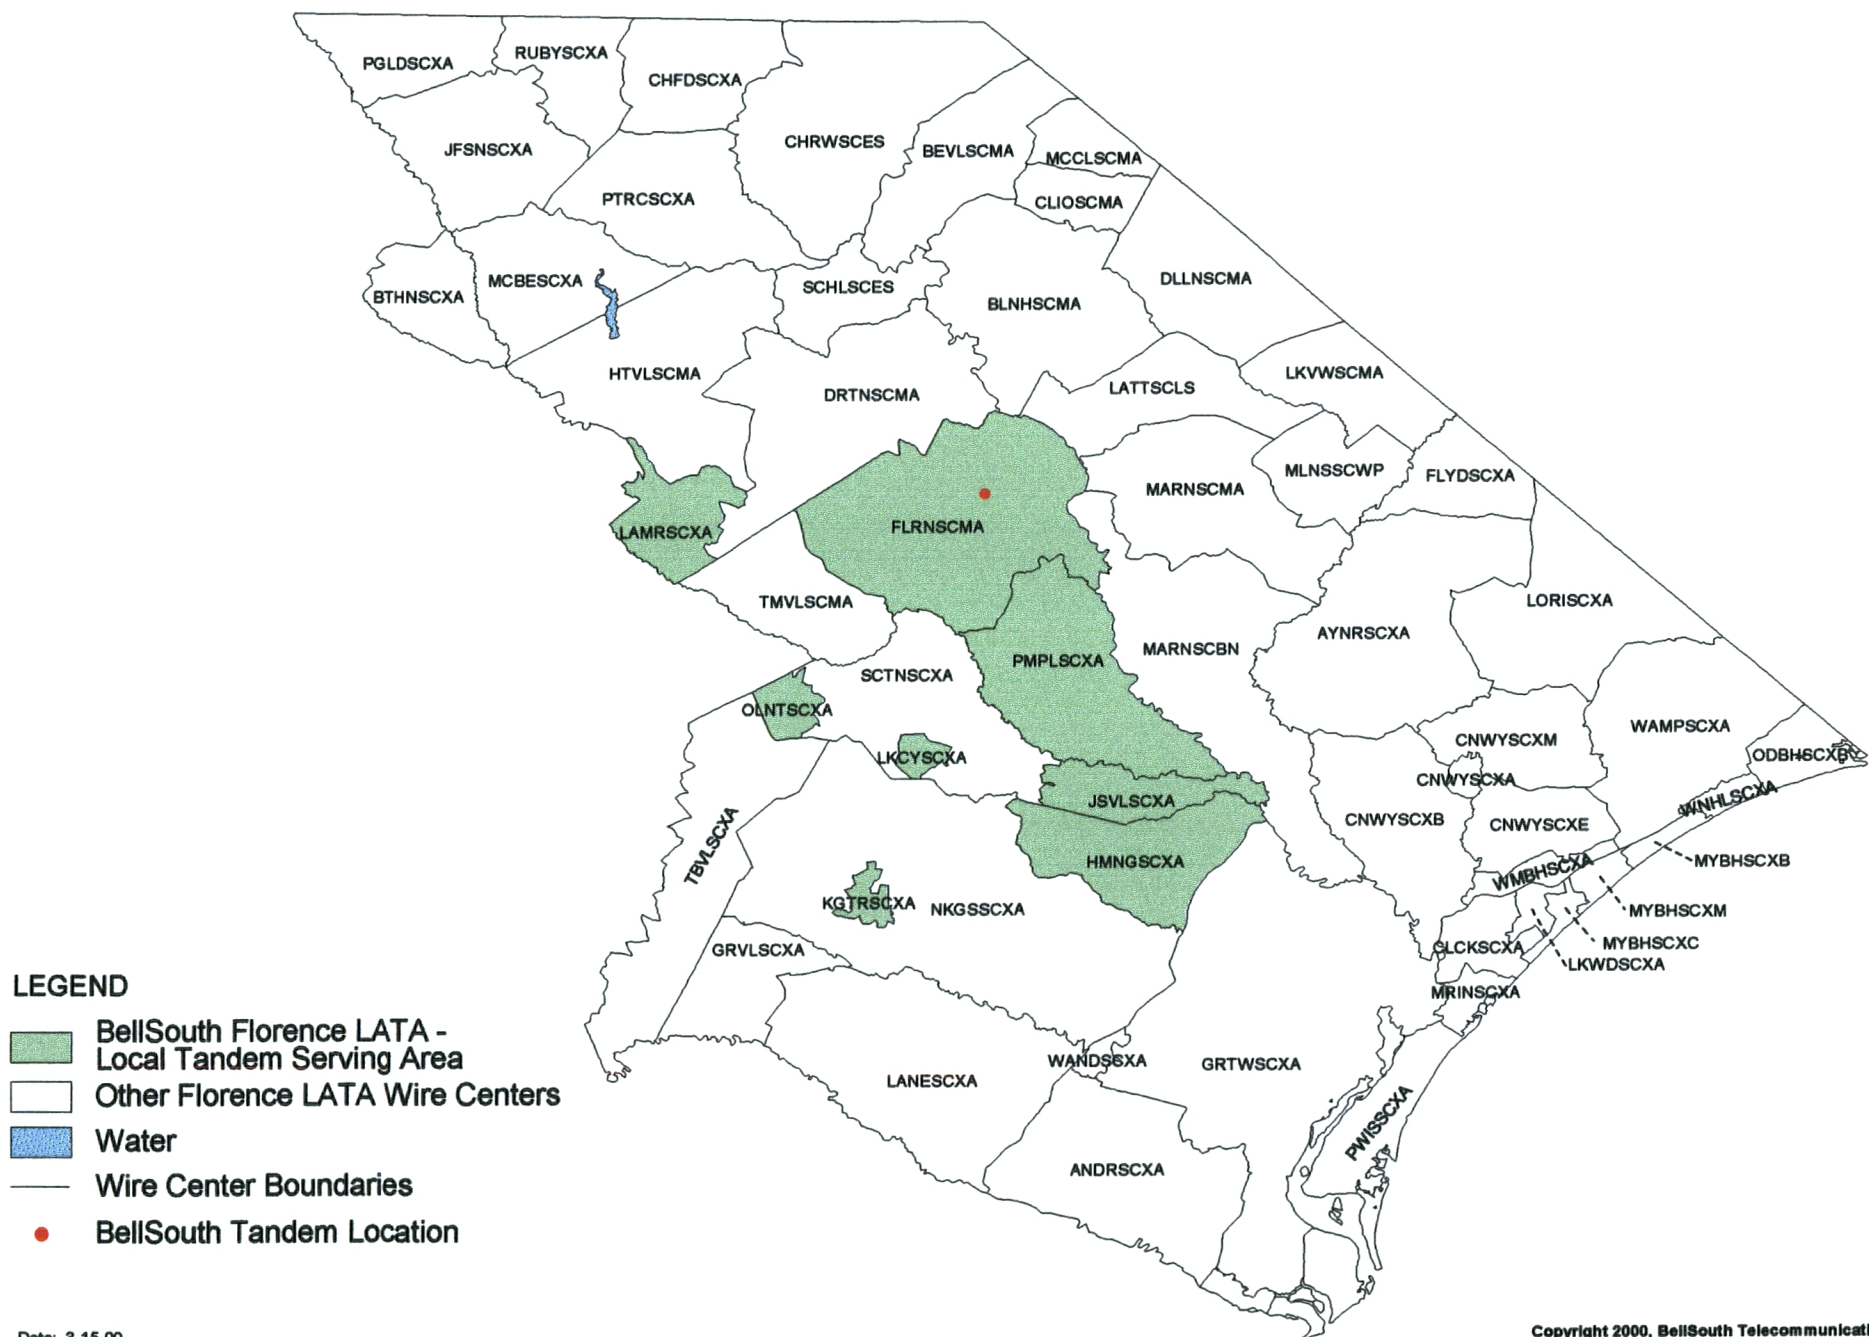 PGLDSCXA
RUBYSCXA
CHFDSCXA
JFSNSCXA
CHRWSCES
BEVLSCMA
MCCLSCMA
PTRCSCXA
CLIOSCMA
BTHNSCXA
MCBESCXA
SCHLSCES
BLNHSCMA
DLLNSCMA
HTVLSCMA
DRTNSCMA
LATTSCLS
LKVWSCMA
LAMRSCXA
FLRNSCMA
MARNSCMA
MLNSSCWP
FLYDSCXA
TMVLSCMA
PMPLSCXA
MARNSCBN
AYNRSCXA
LORISCXA
SCTNSCXA
OLNTSCXA
LKCYSCXA
CNWYSCXM
WAMPSCXA
ODBHSCXB
CNWYSCXA
TBVLSCXA
JSVLSCXA
CNWYSCXB
CNWYSCXE
WNHLSCXA
HMNGSCXA
WMBHSCXA
MYBHSCXB
KGTRSCXA
NKGSSCXA
MYBHSCXM
GRVLSCXA
GLCKSCXA
MYBHSCXC
LKWDSCXA
MRINSCXA
LANESCXA
WANDSSXA
GRTWSCXA
PWISSCXA
ANDRSCXA
LEGEND
BellSouth Florence LATA -
Local Tandem Serving Area
Other Florence LATA Wire Centers
Water
Wire Center Boundaries
BellSouth Tandem Location
Copyright 2000, BellSouth